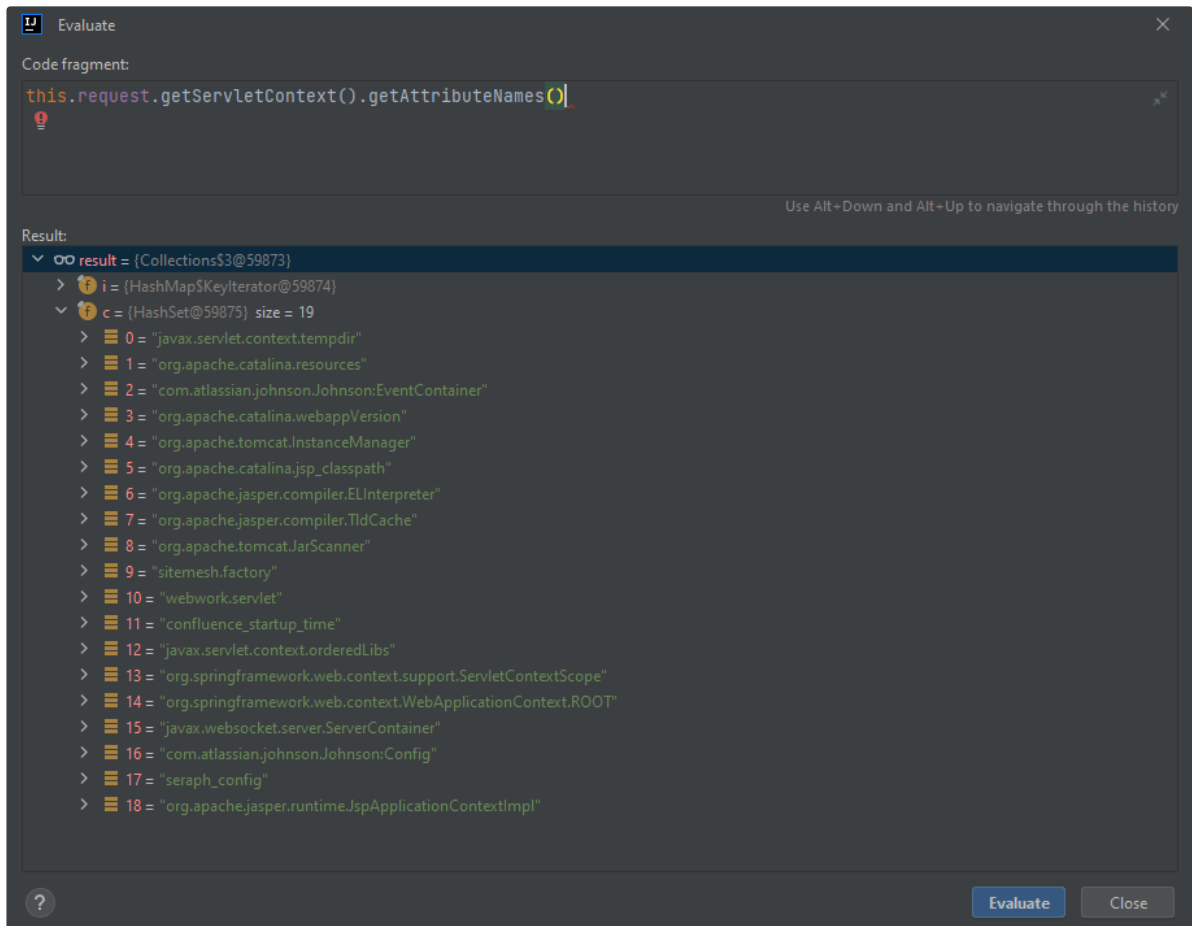 IJ
Evaluate
Code fragment:
this.request.getServletContext().getAttributeNames()
Use Alt+Down and Alt+Up to navigate through the history
Result:
result = {Collections$3@59873}
f i = {HashMap$KeyIterator@59874}
f c = {HashSet@59875} size = 19
0 = "javax.servlet.context.tempdir"
1 = "org.apache.catalina.resources"
2 = "com.atlassian.johnson.Johnson:EventContainer"
3 = "org.apache.catalina.webappVersion"
4 = "org.apache.tomcat.InstanceManager"
5 = "org.apache.catalina.jsp_classpath"
6 = "org.apache.jasper.compiler.ELInterpreter"
7 = "org.apache.jasper.compiler.TldCache"
8 = "org.apache.tomcat.JarScanner"
9 = "sitemesh.factory"
10 = "webwork.servlet"
11 = "confluence_startup_time"
12 = "javax.servlet.context.orderedLibs"
13 = "org.springframework.web.context.support.ServletContextScope"
14 = "org.springframework.web.context.WebApplicationContext.ROOT"
15 = "javax.websocket.server.ServerContainer"
16 = "com.atlassian.johnson.Johnson:Config"
17 = "seraph_config"
18 = "org.apache.jasper.runtime.JspApplicationContextImpl"
? Evaluate Close